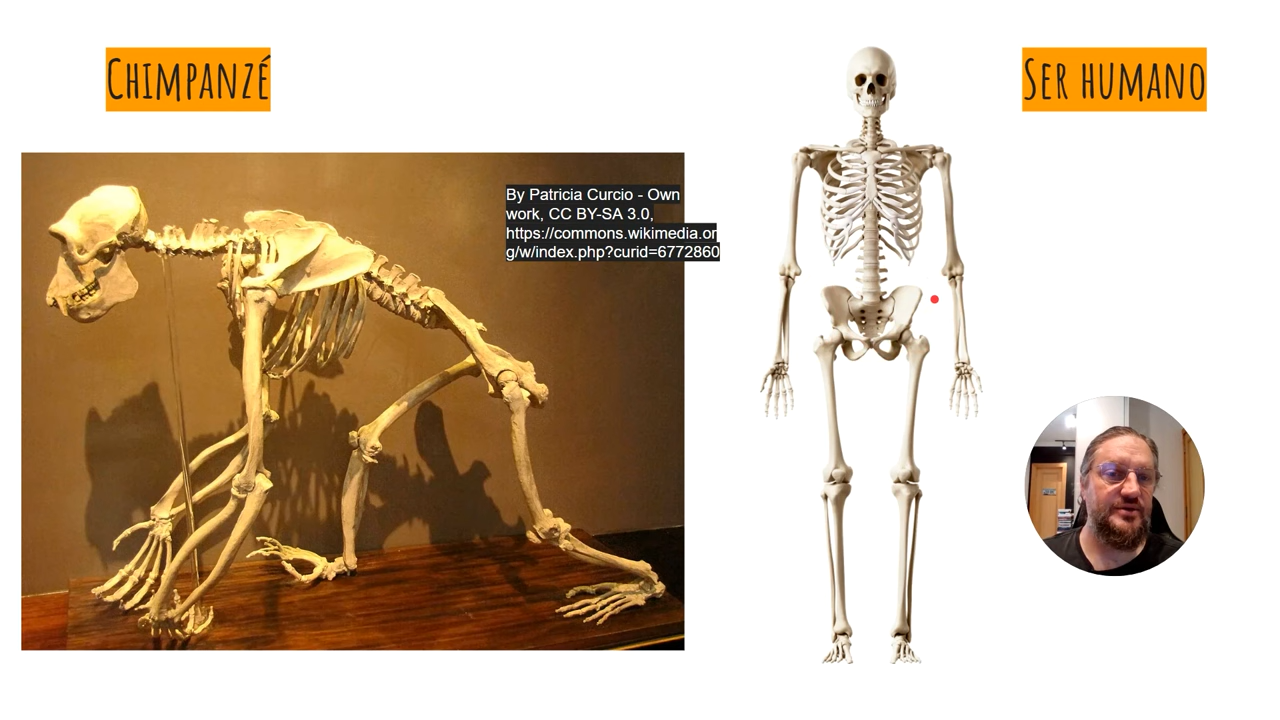 CHIMPANZÉ
SER HUMANO
By Patricia Curcio - Own
work, CC BY-SA 3.0,
https://commons.wikimedia.or
g/w/index.php?curid=6772860